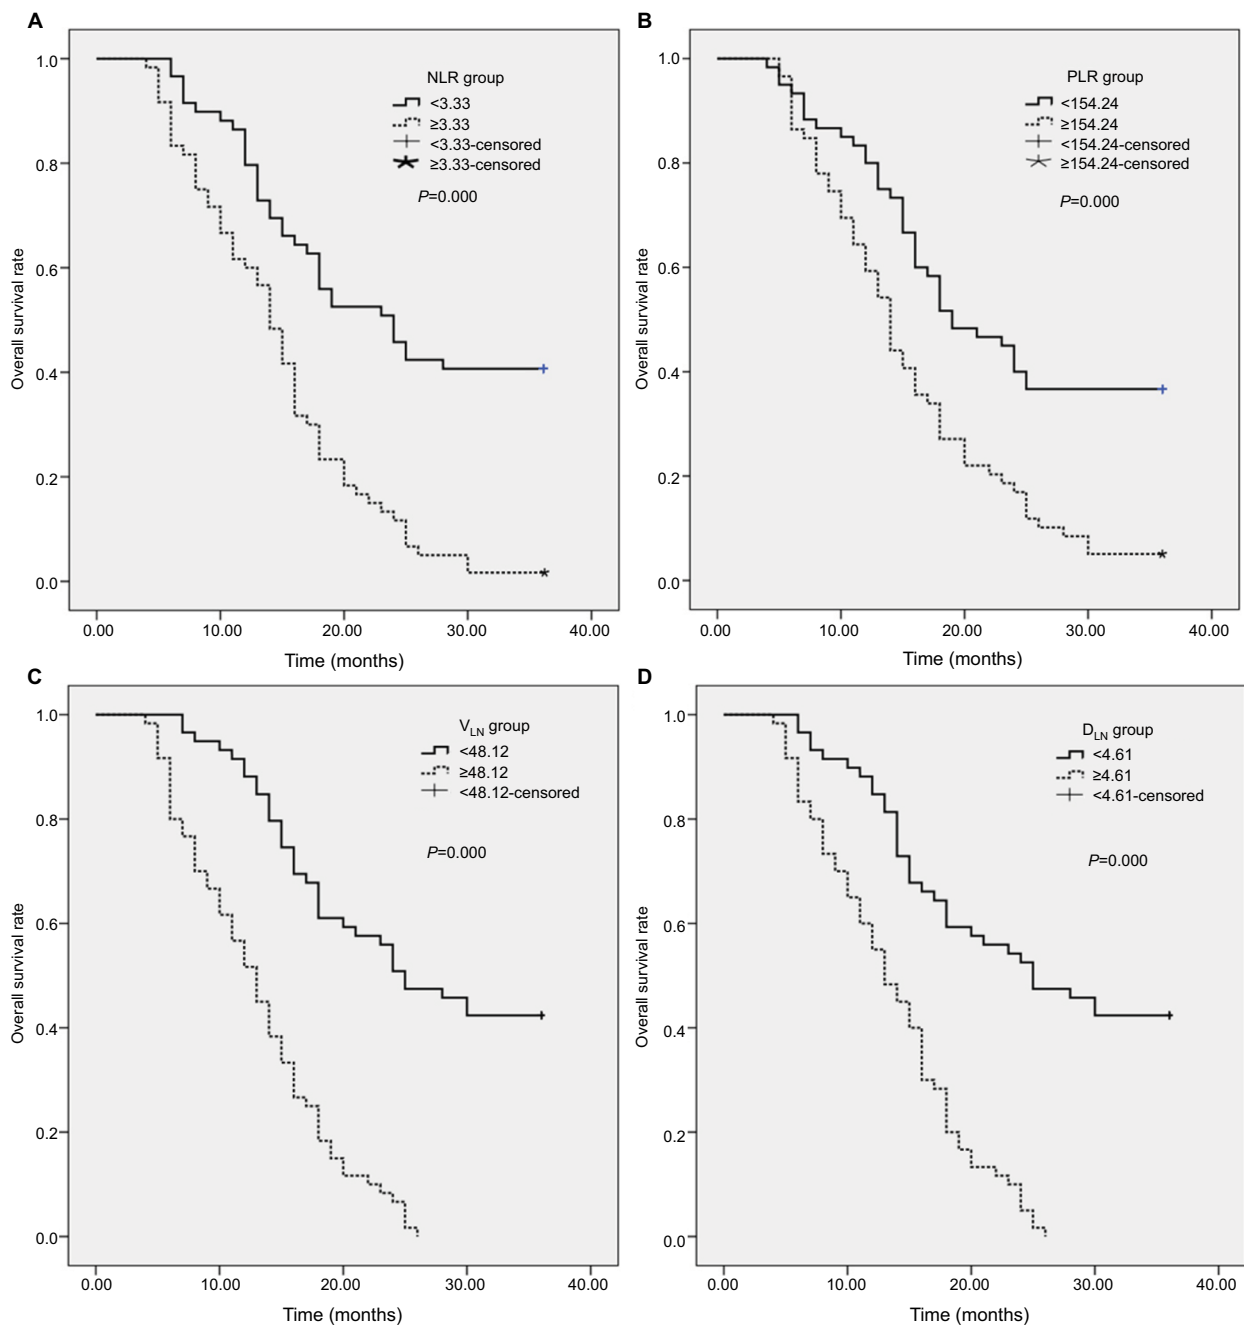 A
NLR group
<3.33
≥3.33
<3.33-censored
≥3.33-censored
P=0.000
Overall survival rate
1.0
0.8
0.6
0.4
0.2
0.0
0.00 10.00 20.00 30.00 40.00
Time (months)
B
PLR group
<154.24
≥154.24
<154.24-censored
≥154.24-censored
P=0.000
Overall survival rate
1.0
0.8
0.6
0.4
0.2
0.0
0.00 10.00 20.00 30.00 40.00
Time (months)
C
VLN group
<48.12
≥48.12
<48.12-censored
P=0.000
Overall survival rate
1.0
0.8
0.6
0.4
0.2
0.0
0.00 10.00 20.00 30.00 40.00
Time (months)
D
DLN group
<4.61
≥4.61
<4.61-censored
P=0.000
Overall survival rate
1.0
0.8
0.6
0.4
0.2
0.0
0.00 10.00 20.00 30.00 40.00
Time (months)